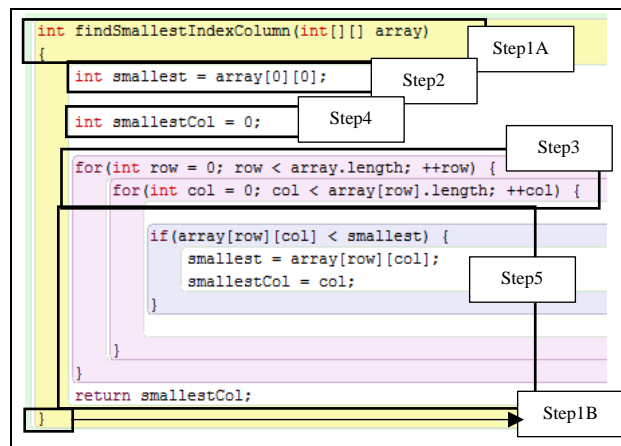 int findSmallestIndexColumn(int[][] array)
Step1A
{
int smallest = array[0][0];
Step2
int smallestCol = 0;
Step4
Step3
for(int row = 0; row < array.length; ++row) {
for(int col = 0; col < array[row].length; ++col) {
if(array[row][col] < smallest) {
smallest = array[row][col];
smallestCol = col;
Step5
}
}
}
return smallestCol;
}
Step1B